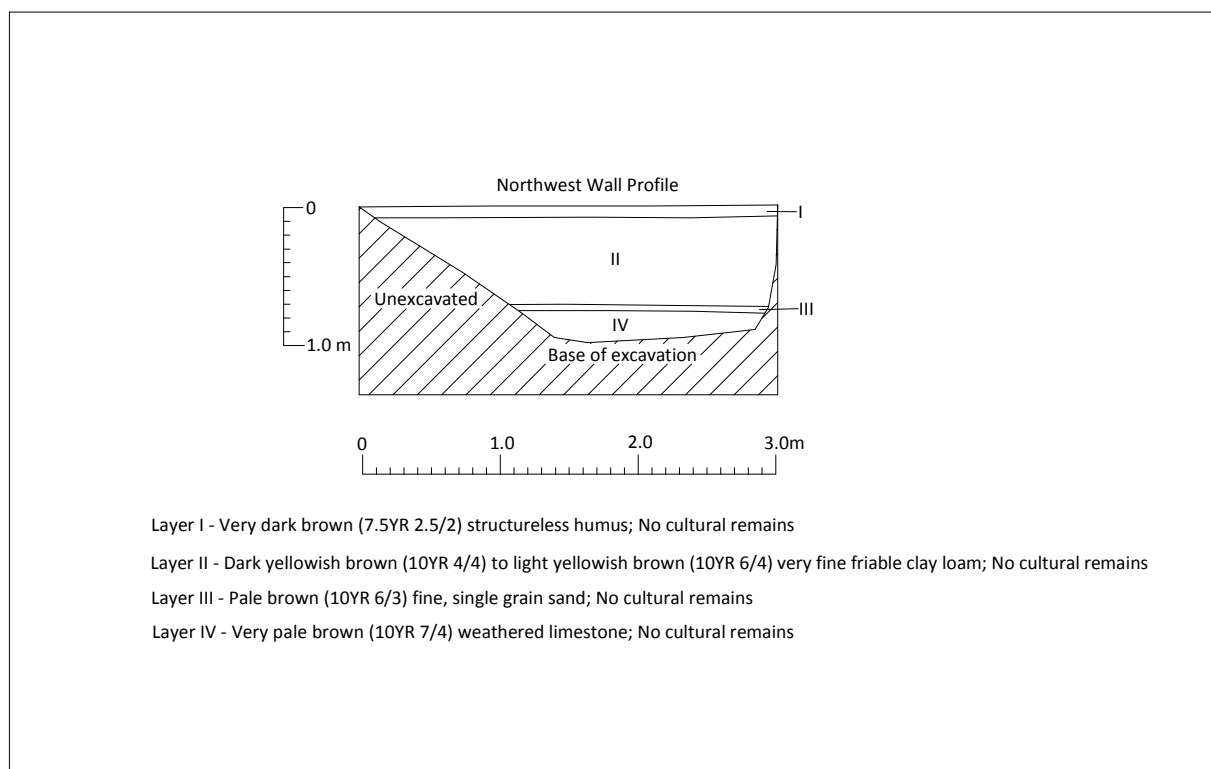 Northwest Wall Profile
0
I
II
Unexcavated
III
IV
1.0 m
Base of excavation
0 1.0 2.0 3.0m
Layer I - Very dark brown (7.5YR 2.5/2) structureless humus; No cultural remains
Layer II - Dark yellowish brown (10YR 4/4) to light yellowish brown (10YR 6/4) very fine friable clay loam; No cultural remains
Layer III - Pale brown (10YR 6/3) fine, single grain sand; No cultural remains
Layer IV - Very pale brown (10YR 7/4) weathered limestone; No cultural remains